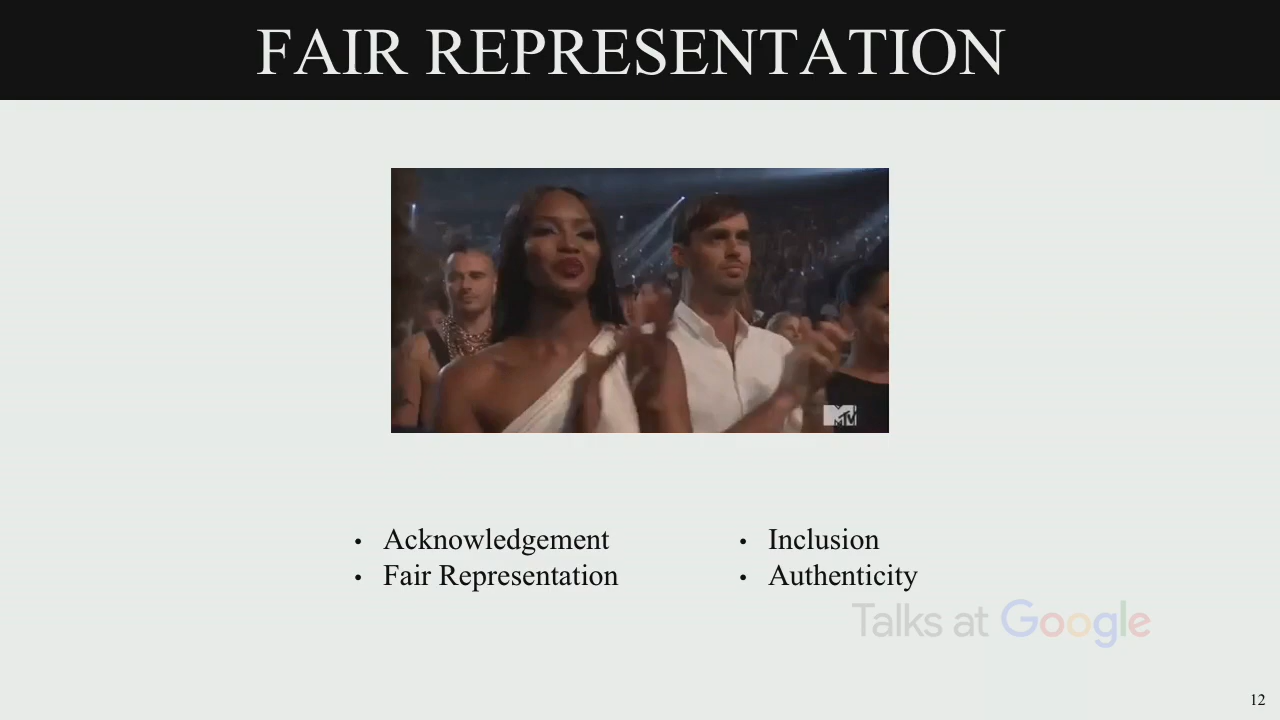 FAIR REPRESENTATION
MTV
• Acknowledgement
• Fair Representation
• Inclusion
• Authenticity
Talks at Google
12